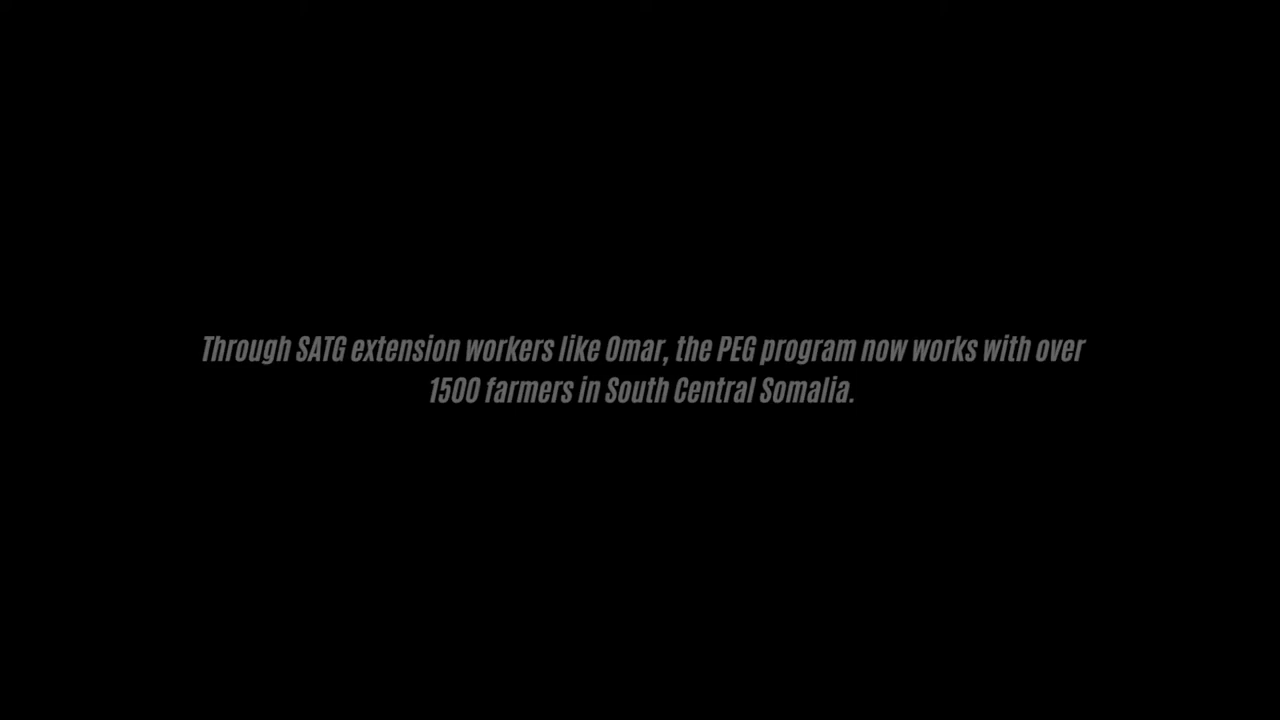 Through SATG extension workers like Omar, the PEG program now works with over
1500 farmers in South Central Somalia.